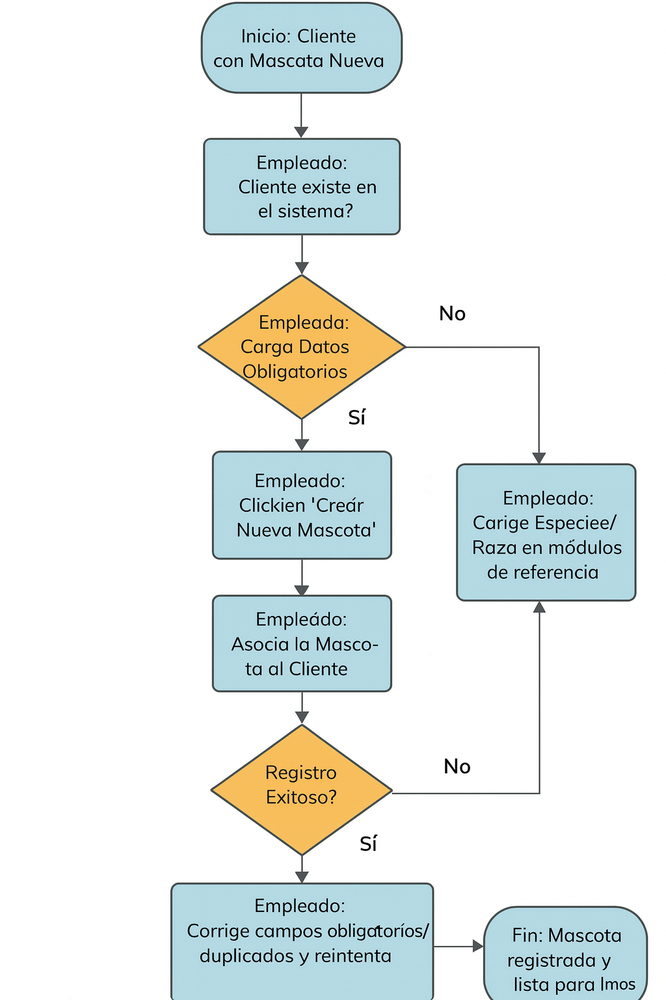 Inicio: Cliente
con Mascata Nueva
Empleado:
Cliente existe en
el sistema?
Empleada:
Carga Datos
Obligatorios
No
Sí
Empleado:
Clickien 'Creár
Nueva Mascota'
Empleado:
Carige Especiee/
Raza en módulos
de referencia
Empleádo:
Asocia la Masco-
ta al Cliente
Registro
Exitoso?
No
Sí
Empleado:
Corrige campos obligatoríos/
duplicados y reintenta
Fin: Mascota
registrada y
lista para lmos